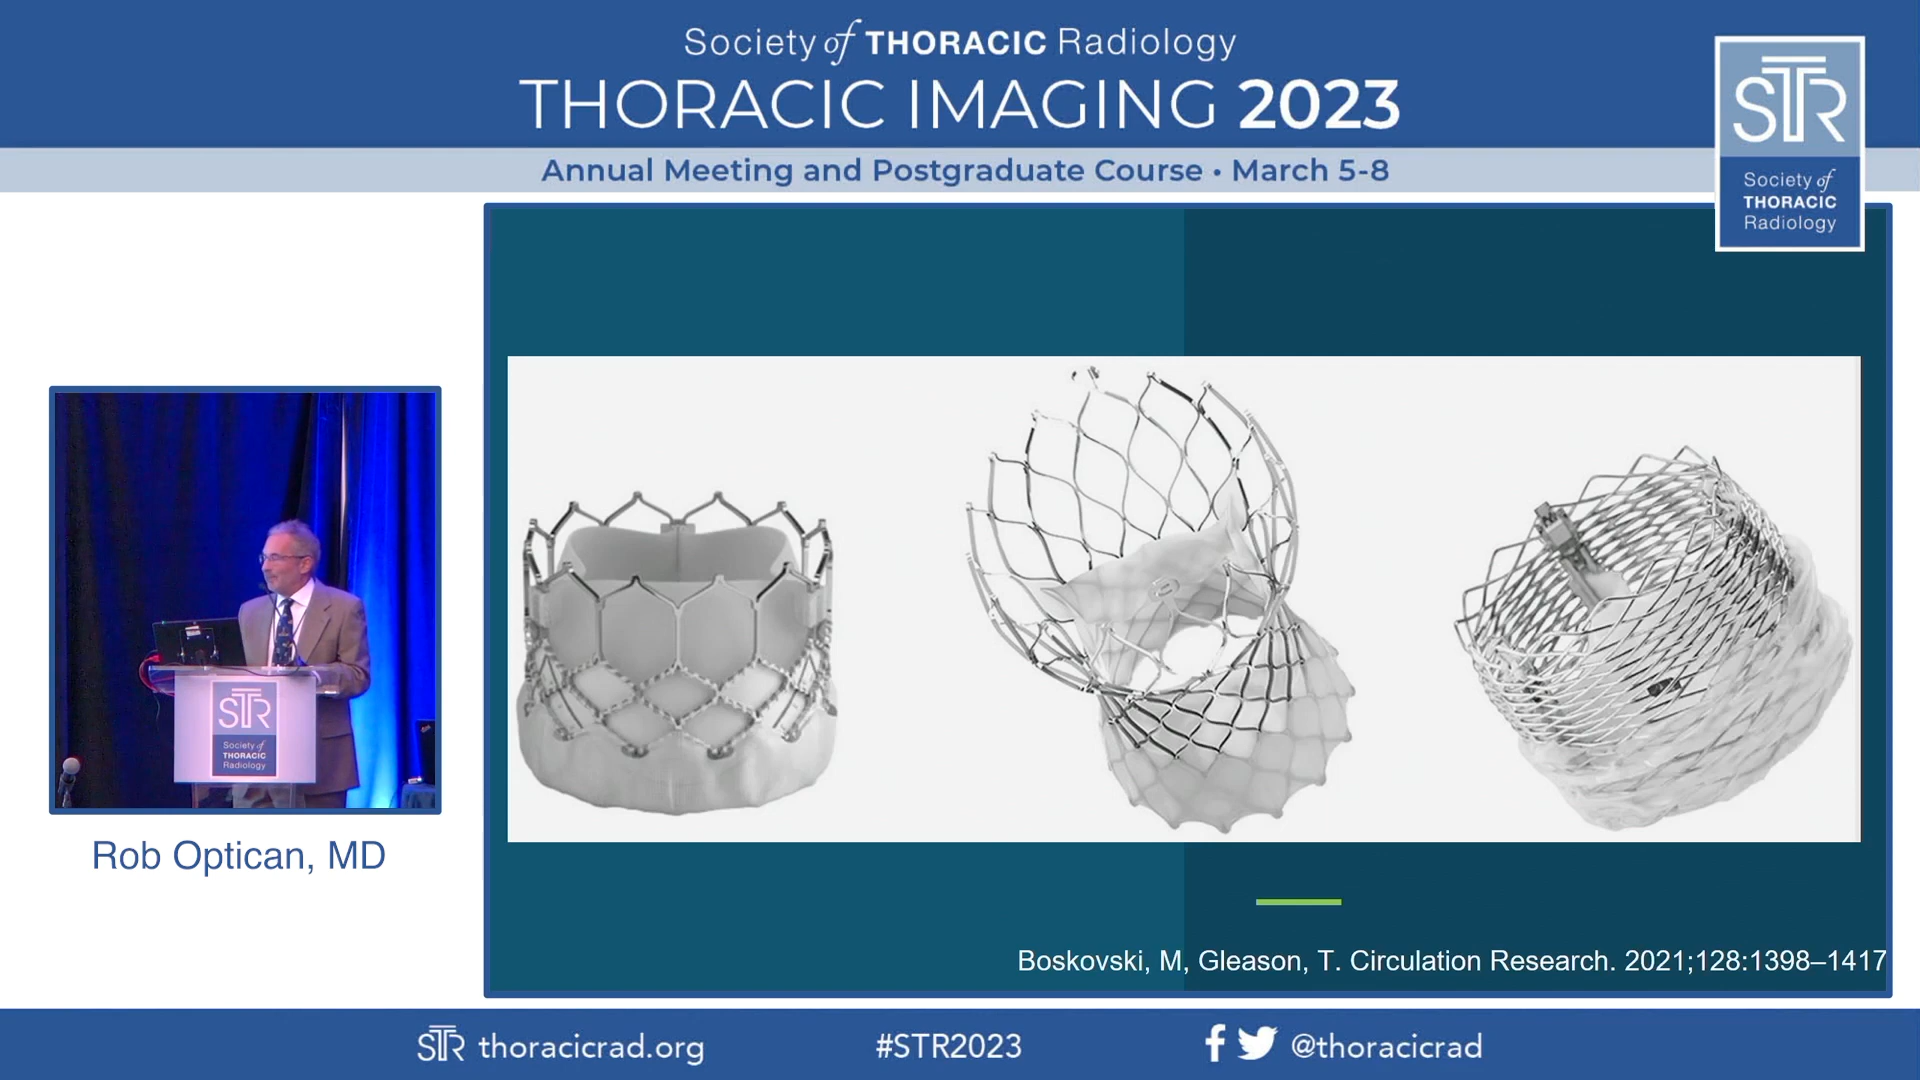 Society of THORACIC Radiology
THORACIC IMAGING 2023
Annual Meeting and Postgraduate Course • March 5-8
STR
Society of
THORACIC
Radiology
STR
Society of
THORACIC
Radiology
Rob Optican, MD
Boskovski, M, Gleason, T. Circulation Research. 2021;128:1398–1417
STR thoracicrad.org
#STR2023
@thoracicrad